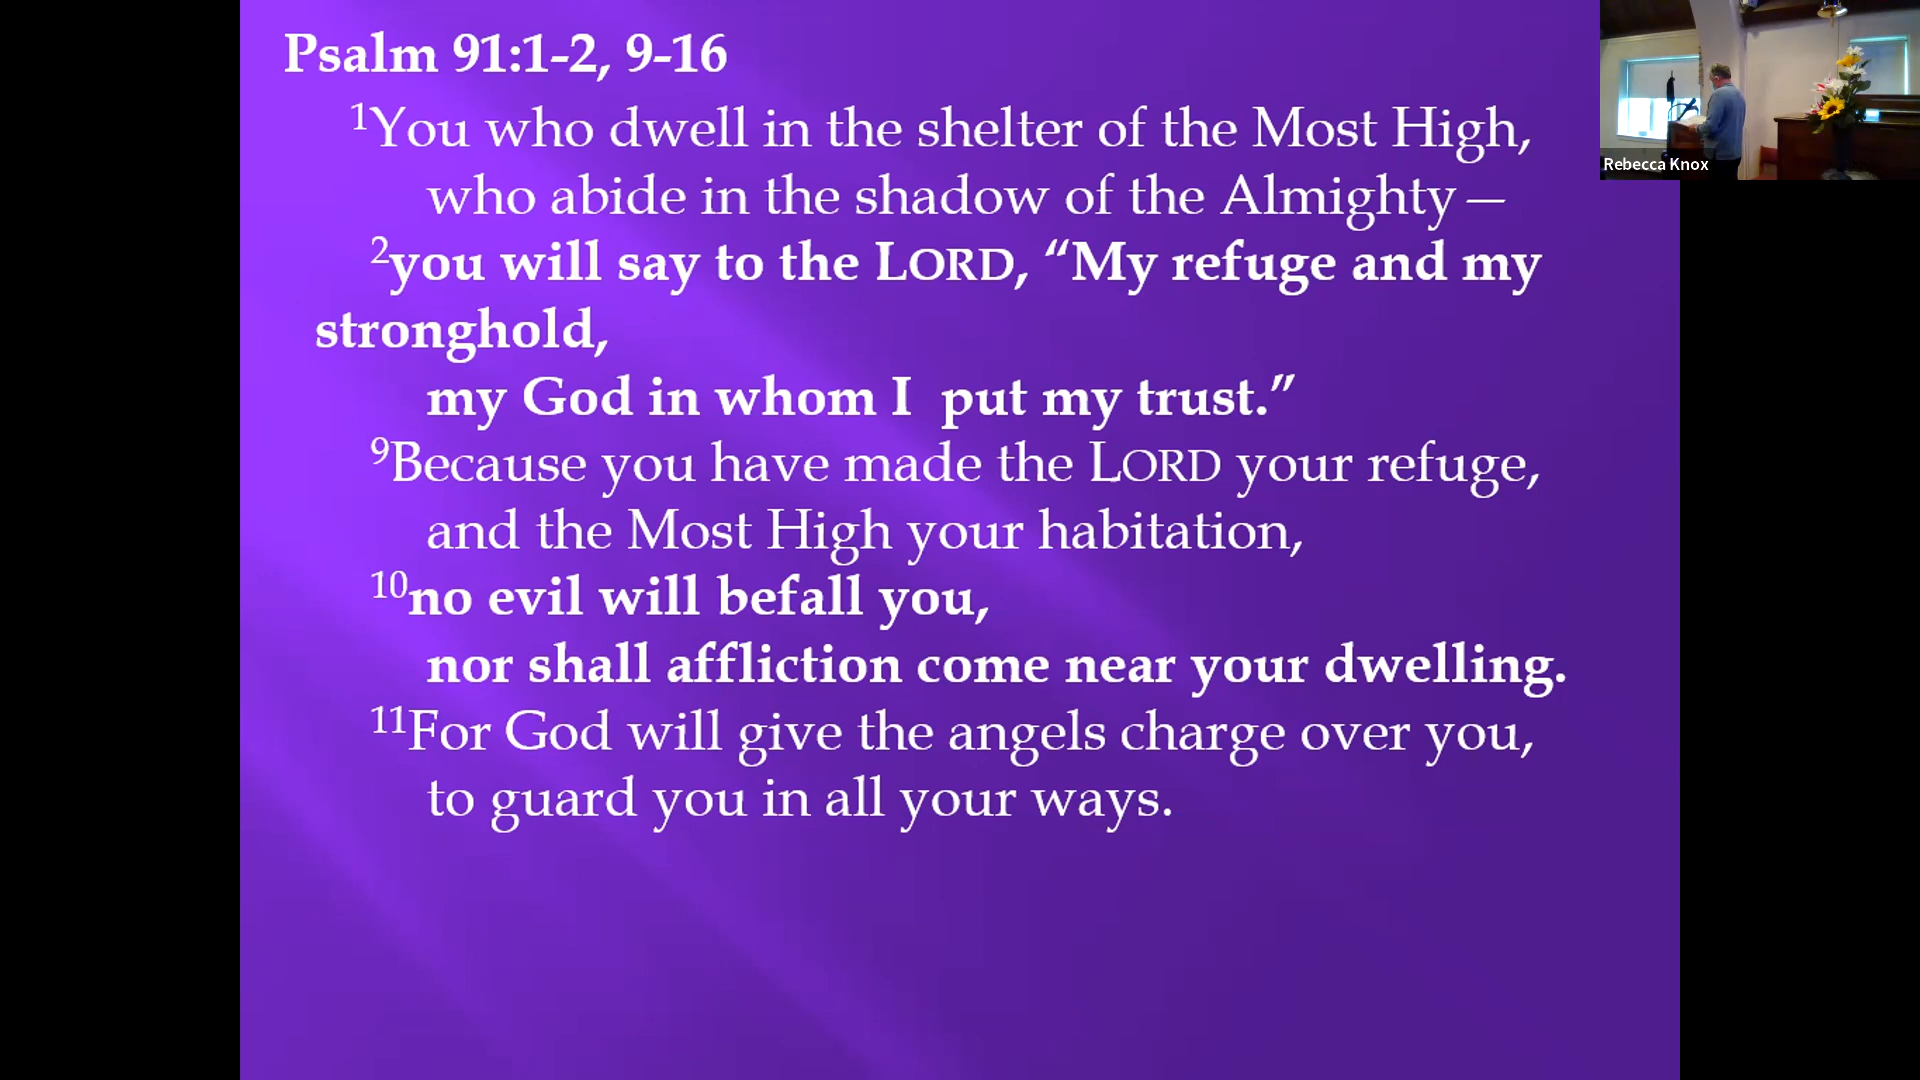 Psalm 91:1-2, 9-16
¹You who dwell in the shelter of the Most High,
who abide in the shadow of the Almighty—
²you will say to the LORD, “My refuge and my
stronghold,
my God in whom I put my trust.”
⁹Because you have made the LORD your refuge,
and the Most High your habitation,
¹⁰no evil will befall you,
nor shall affliction come near your dwelling.
¹¹For God will give the angels charge over you,
to guard you in all your ways.
Rebecca Knox